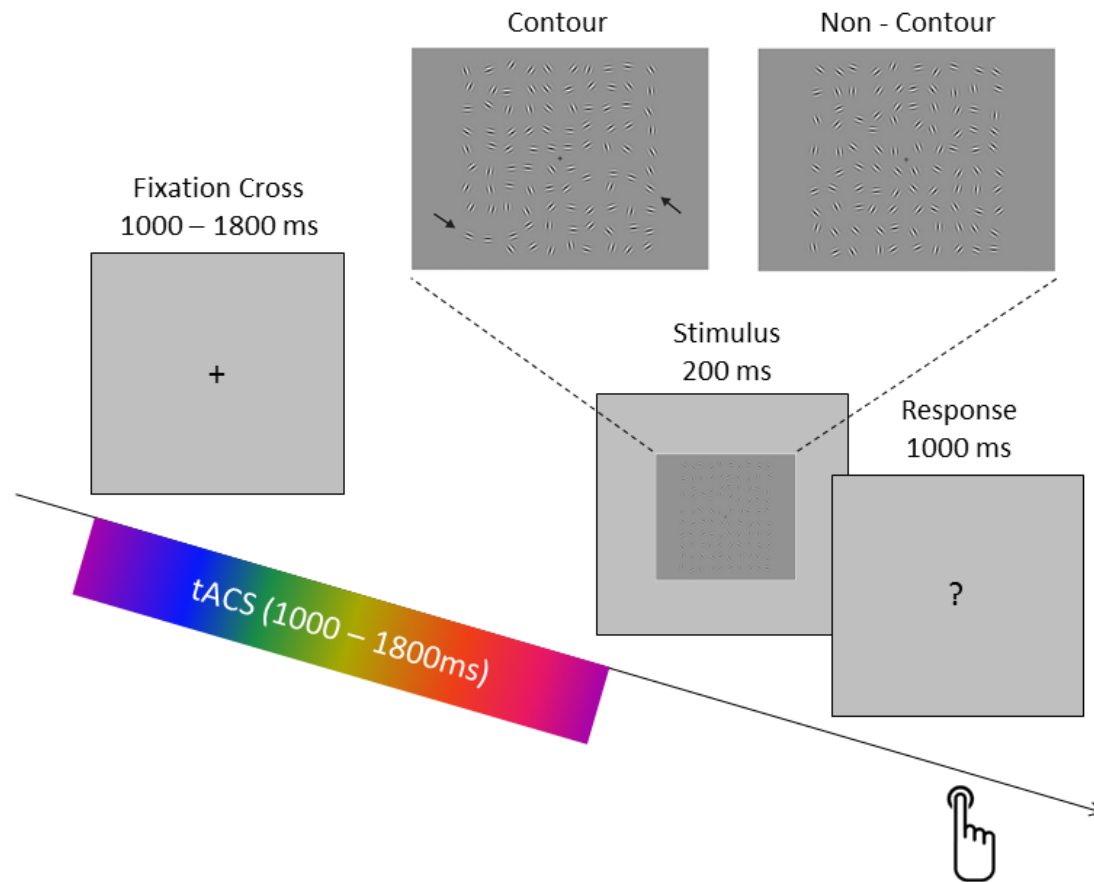 Contour
Non - Contour
Fixation Cross
1000 – 1800 ms
+
Stimulus
200 ms
Response
1000 ms
?
tACS (1000 – 1800ms)